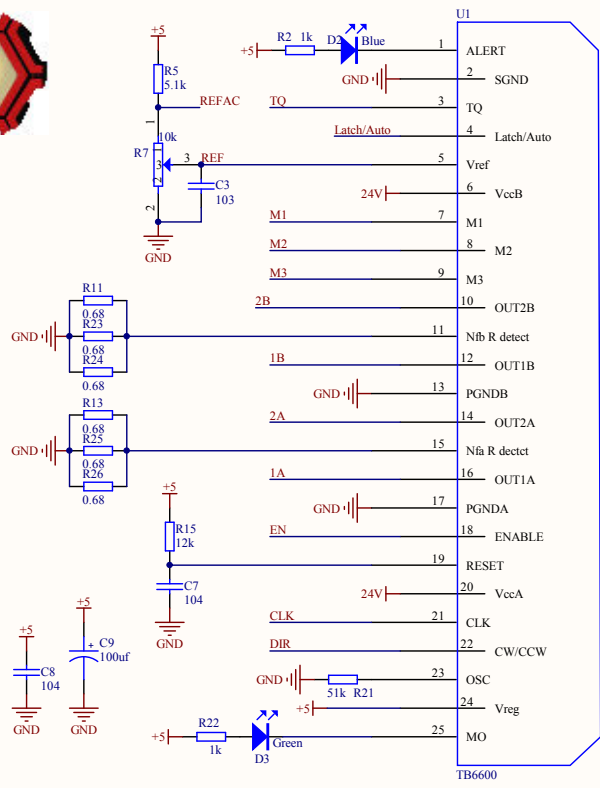 U1
+5
+5 R2 1k D2 Blue 1 ALERT
R5
5.1k
GND 2 SGND
REFAC TQ 3 TQ
1 Latch/Auto 4 Latch/Auto
10k
R7 1 3 2 3 REF 5 Vref
C3
103
24V 6 VccB
2
M1 7 M1
GND
M2 8 M2
M3 9 M3
R11
0.68
2B 10 OUT2B
R23
GND 11 Nfb R detect
0.68
R24
0.68
1B 12 OUT1B
GND 13 PGNDB
R13
0.68
2A 14 OUT2A
R25
GND 15 Nfa R dectct
0.68
R26
0.68
1A 16 OUT1A
+5
GND 17 PGNDA
R15
12k
EN 18 ENABLE
19 RESET
C7
104
24V 20 VccA
+5
CLK 21 CLK
+5
GND
C9
+
100uf
DIR 22 CW/CCW
C8
104
GND 51k R21 23 OSC
+5 24 Vreg
GND
GND
+5 R22 1k D3 Green 25 MO
TB6600